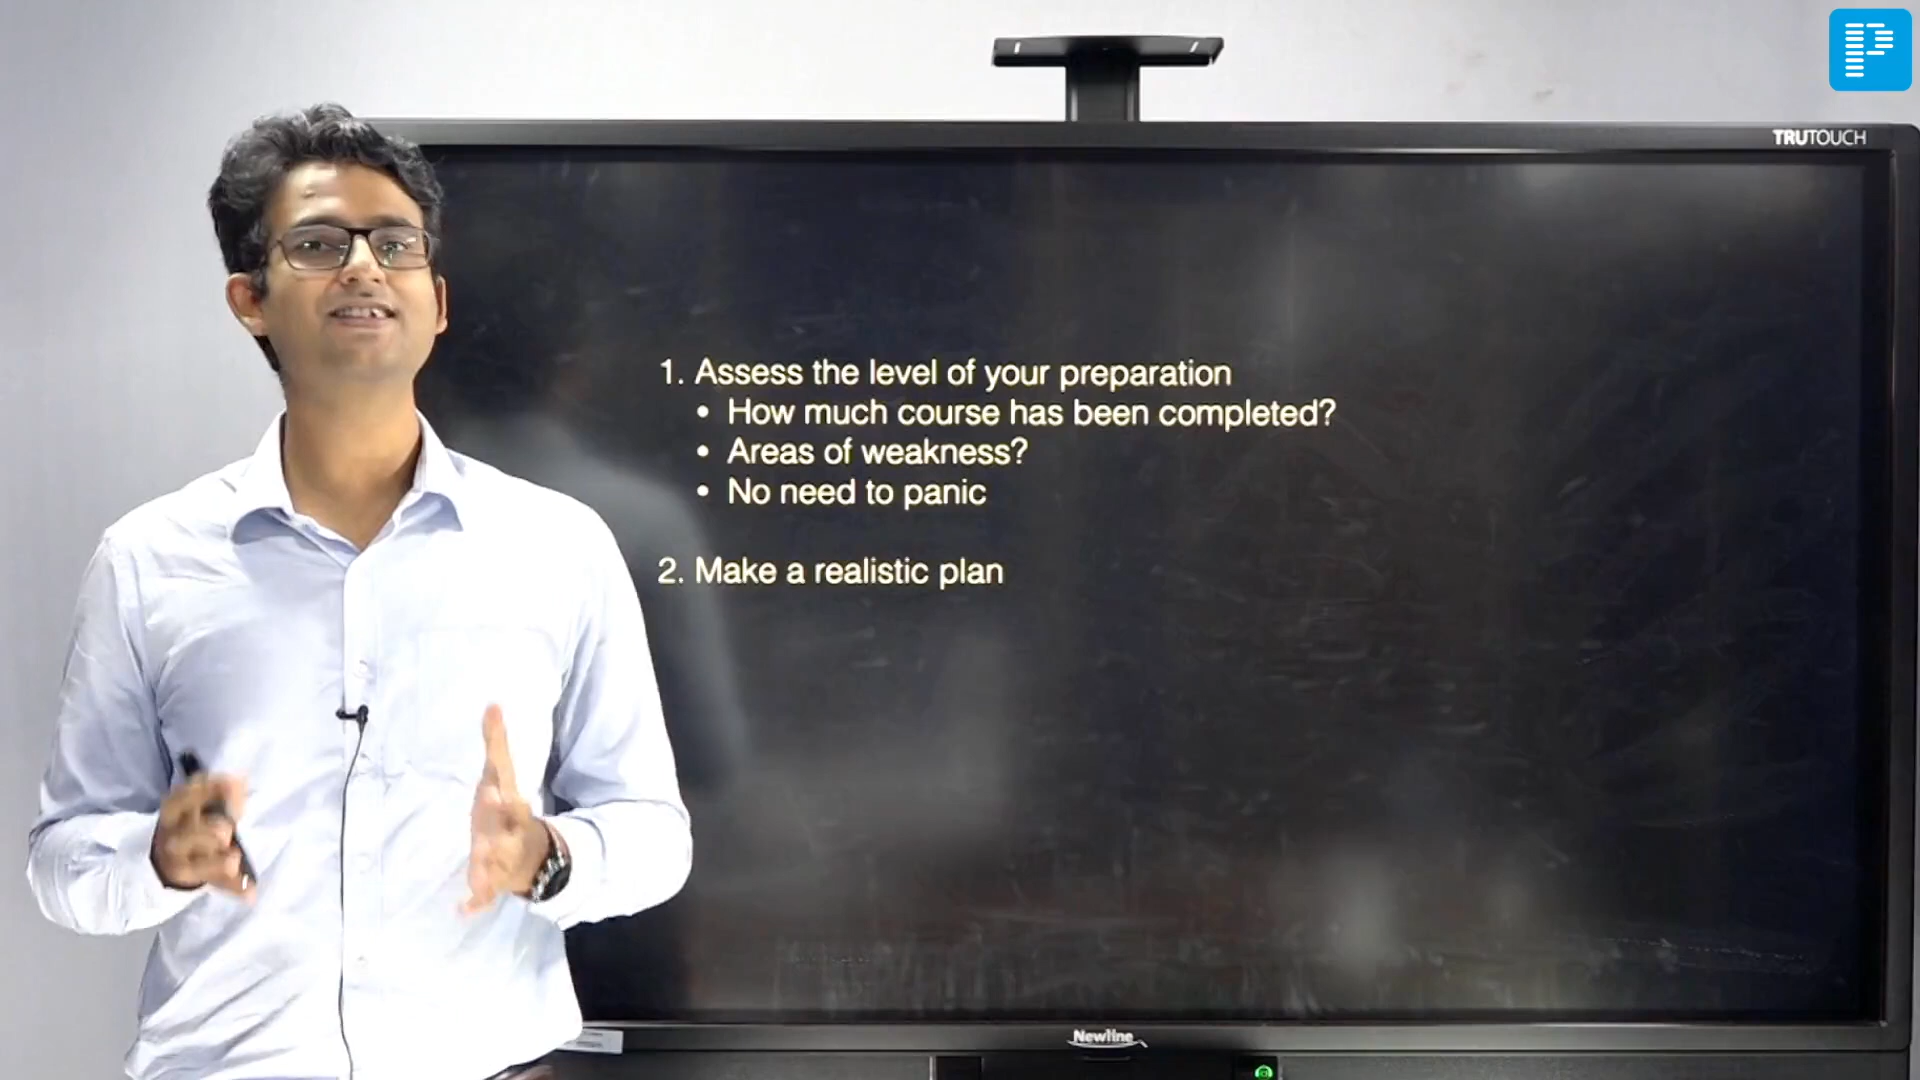 TRUTOUCH
1. Assess the level of your preparation
• How much course has been completed?
• Areas of weakness?
• No need to panic
2. Make a realistic plan
Newline